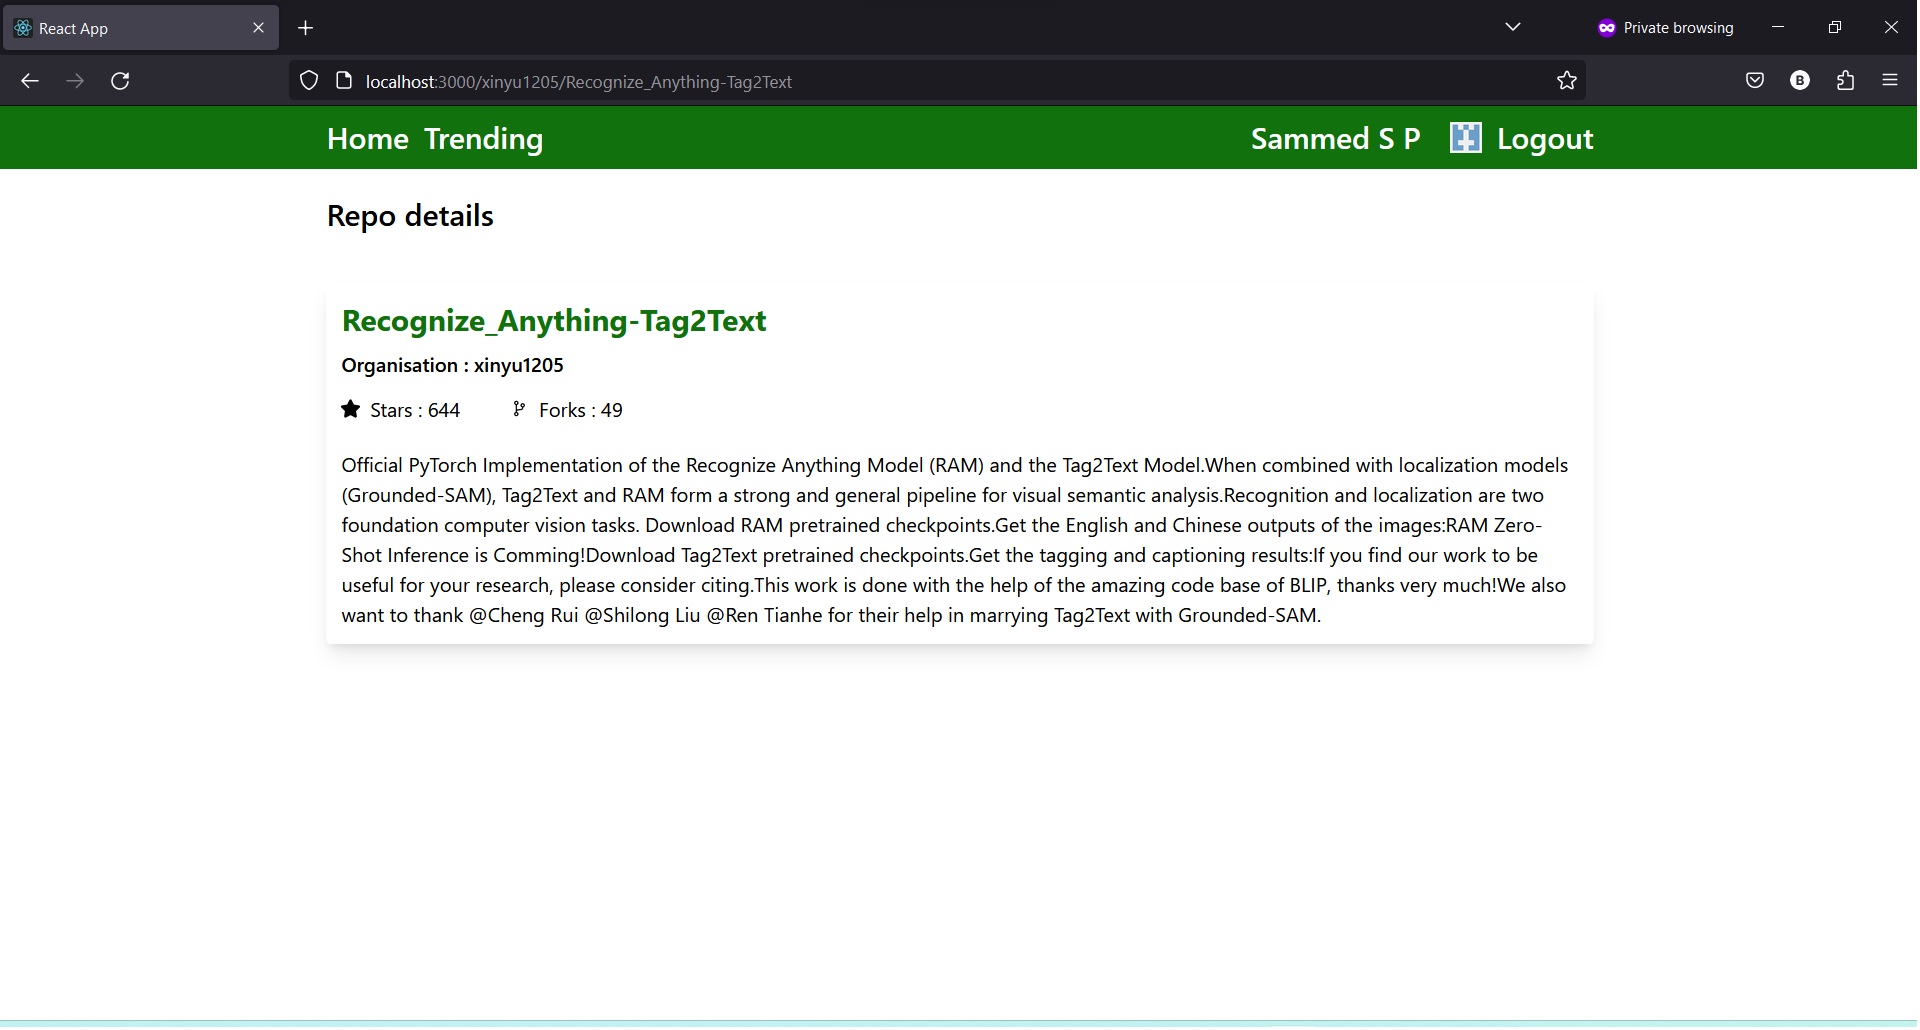 React App
Private browsing
localhost:3000/xinyu1205/Recognize_Anything-Tag2Text
B
Home Trending
Sammed S P Logout
Repo details
Recognize_Anything-Tag2Text
Organisation : xinyu1205
Stars : 644 Forks : 49
Official PyTorch Implementation of the Recognize Anything Model (RAM) and the Tag2Text Model.When combined with localization models
(Grounded-SAM), Tag2Text and RAM form a strong and general pipeline for visual semantic analysis.Recognition and localization are two
foundation computer vision tasks. Download RAM pretrained checkpoints.Get the English and Chinese outputs of the images:RAM Zero-
Shot Inference is Comming!Download Tag2Text pretrained checkpoints.Get the tagging and captioning results:If you find our work to be
useful for your research, please consider citing.This work is done with the help of the amazing code base of BLIP, thanks very much!We also
want to thank @Cheng Rui @Shilong Liu @Ren Tianhe for their help in marrying Tag2Text with Grounded-SAM.